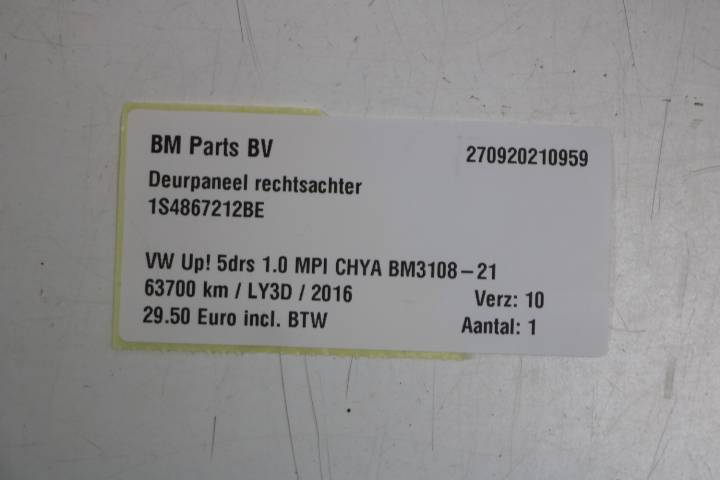 BM Parts BV 270920210959
Deurpaneel rechtsachter
1S4867212BE
VW Up! 5drs 1.0 MPI CHYA BM3108-21
63700 km / LY3D / 2016 Verz: 10
29.50 Euro incl. BTW Aantal: 1